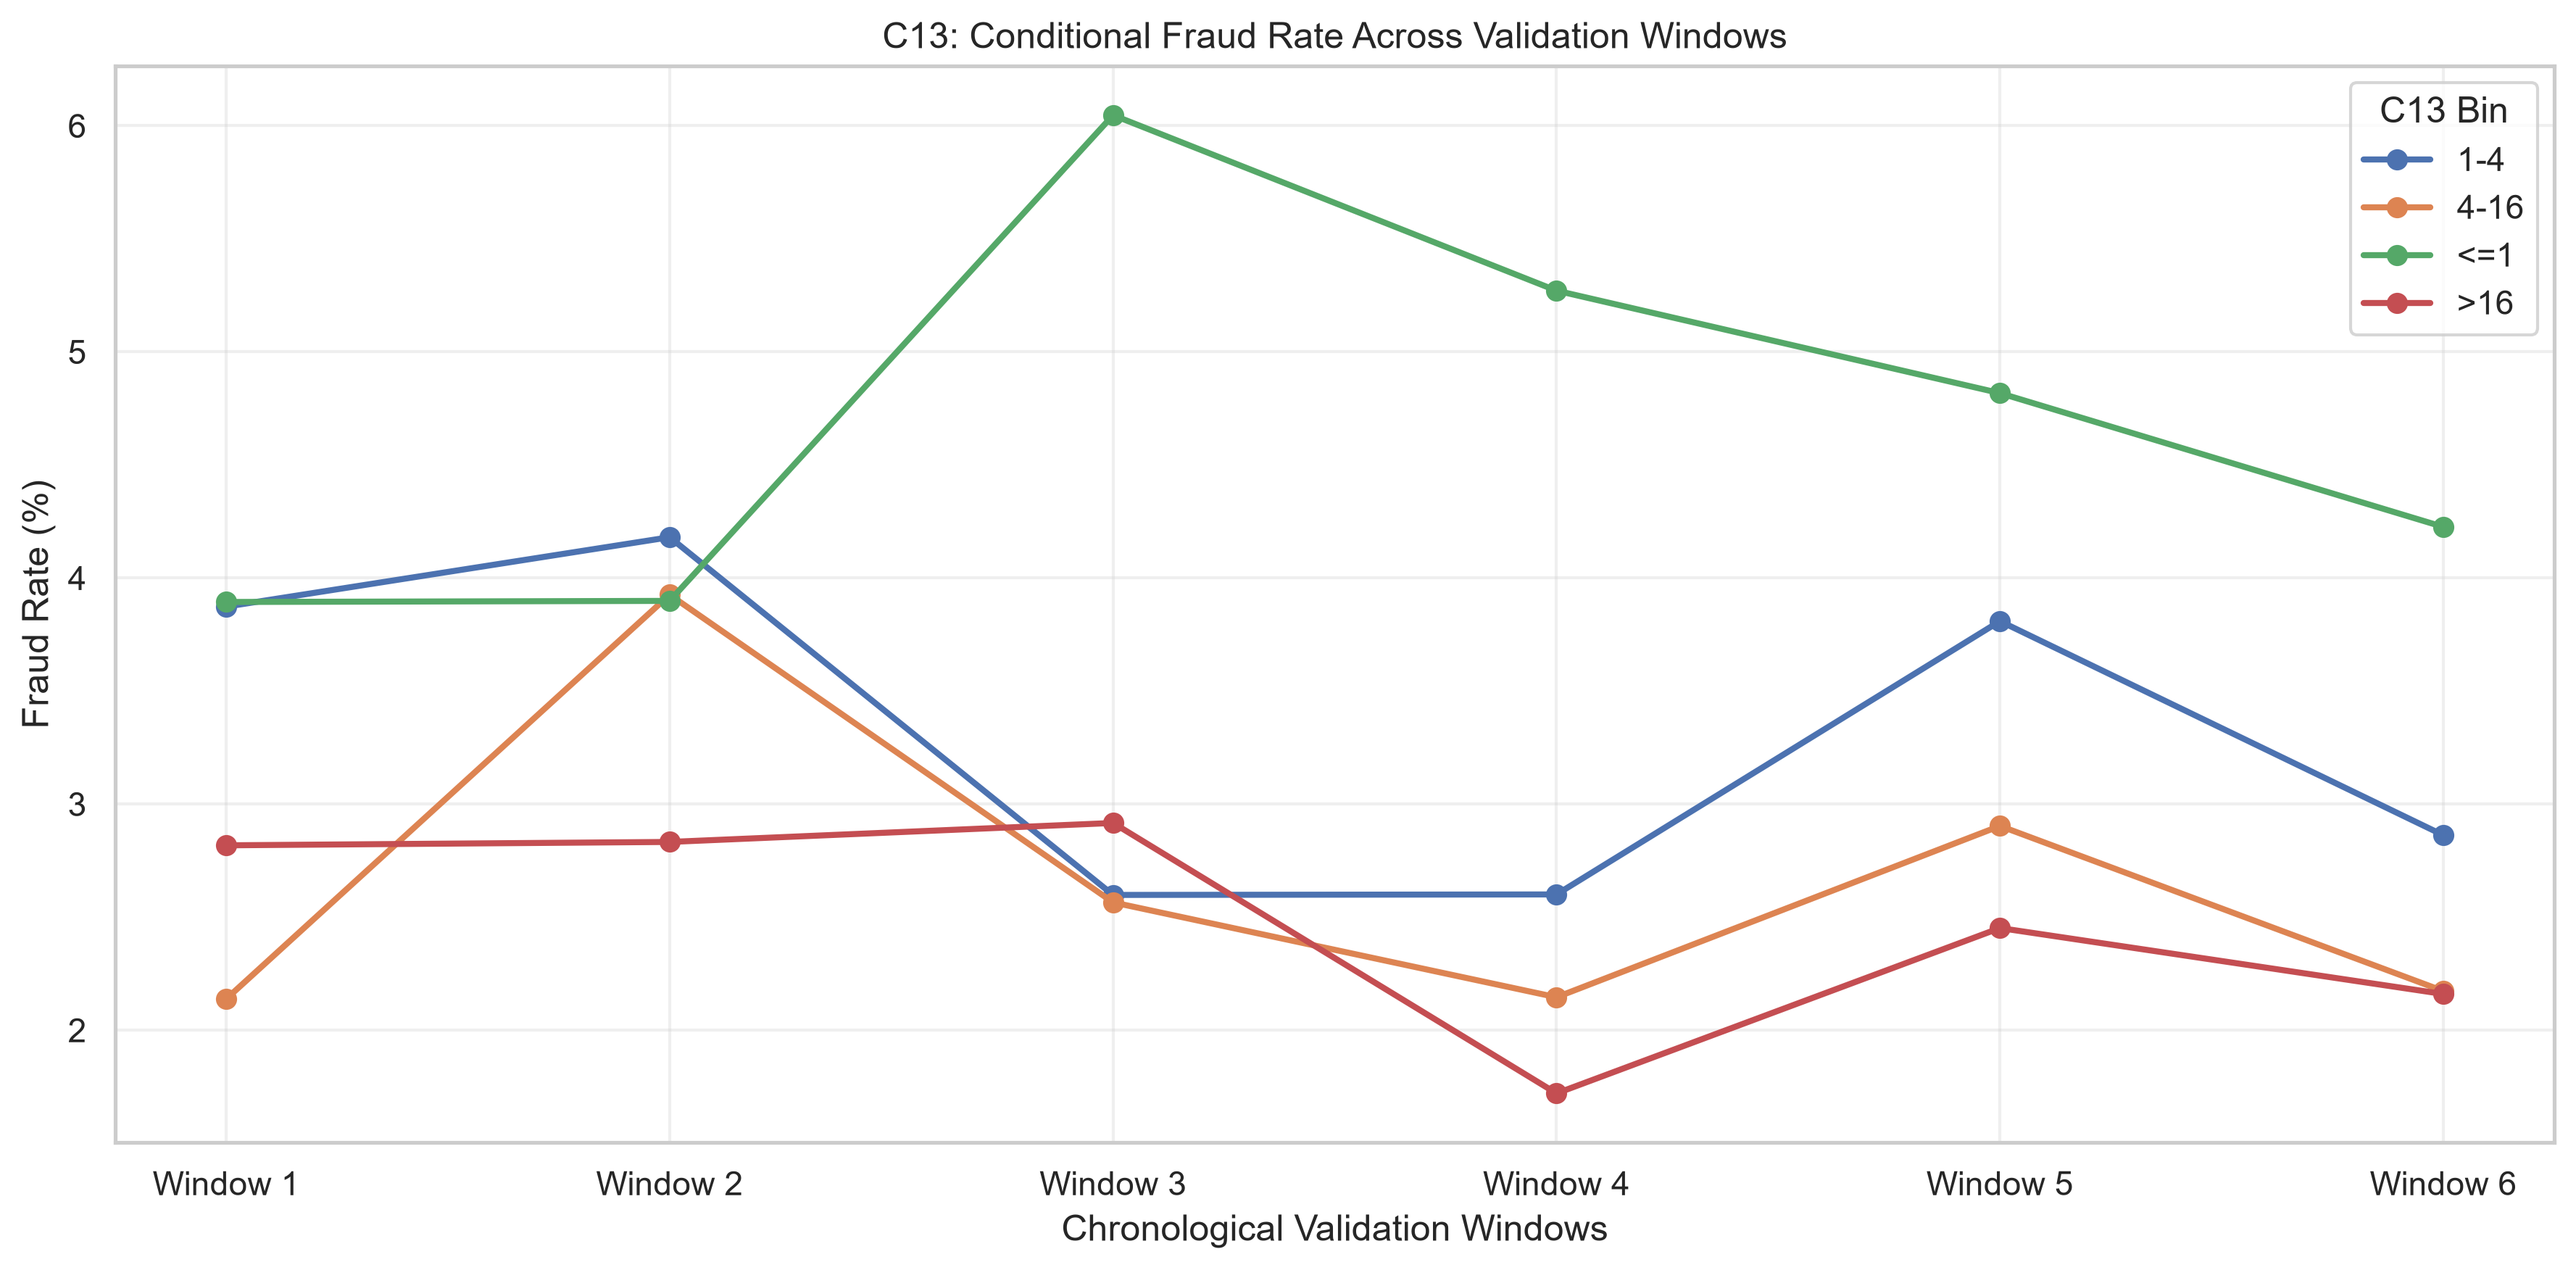 C13: Conditional Fraud Rate Across Validation Windows
C13 Bin
1-4
4-16
<=1
>16
Fraud Rate (%)
6
5
4
3
2
Window 1
Window 2
Window 3
Window 4
Window 5
Window 6
Chronological Validation Windows